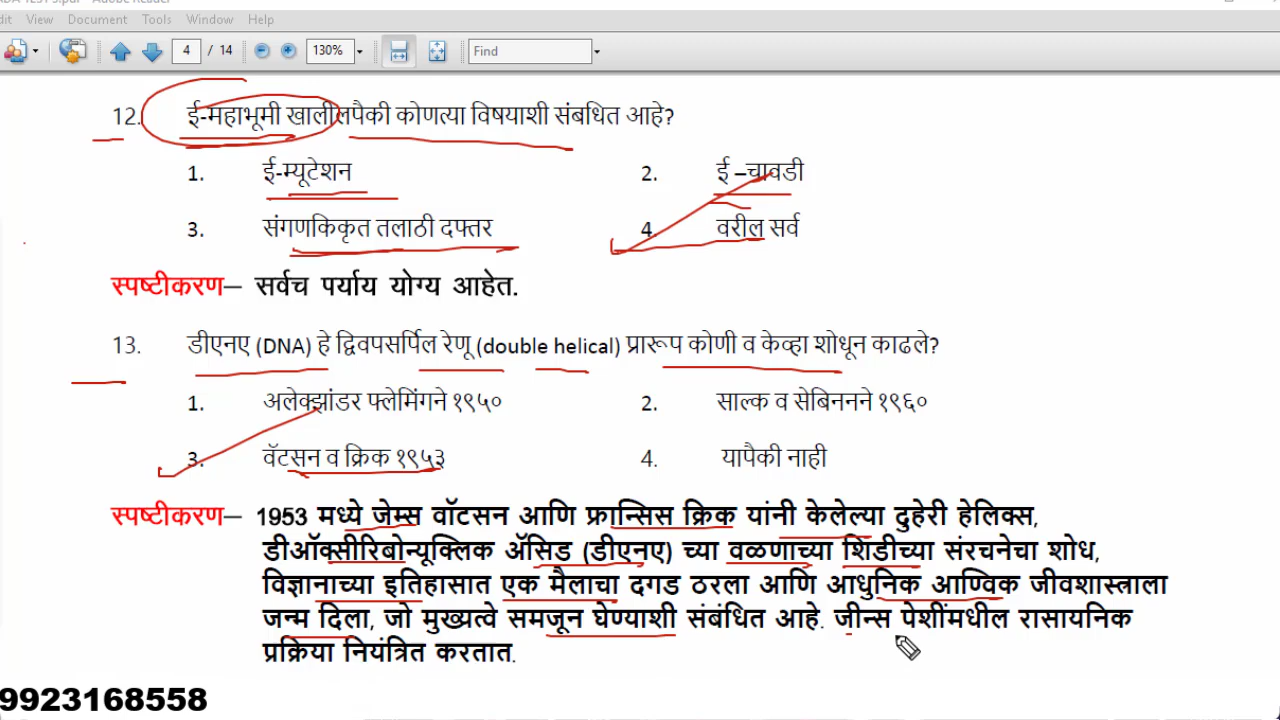 dit View Document Tools Window Help
4 / 14 130% Find
12. ई-महाभूमी खालीलपैकी कोणत्या विषयाशी संबधित आहे?
1. ई-म्यूटेशन 2. ई –चावडी
3. संगणकिकृत तलाठी दफ्तर 4. वरील सर्व
स्पष्टीकरण– सर्वच पर्याय योग्य आहेत.
13. डीएनए (DNA) हे द्विवपसर्पिल रेणू (double helical) प्रारूप कोणी व केव्हा शोधून काढले?
1. अलेक्झांडर फ्लेमिंगने १९५० 2. साल्क व सेबिननने १९६०
3. वॅटसन व क्रिक १९५३ 4. यापैकी नाही
स्पष्टीकरण– 1953 मध्ये जेम्स वॉटसन आणि फ्रान्सिस क्रिक यांनी केलेल्या दुहेरी हेलिक्स,
डीऑक्सीरिबोन्यूक्लिक ॲसिड (डीएनए) च्या वळणाच्या शिडीच्या संरचनेचा शोध,
विज्ञानाच्या इतिहासात एक मैलाचा दगड ठरला आणि आधुनिक आण्विक जीवशास्त्राला
जन्म दिला, जो मुख्यत्वे समजून घेण्याशी संबंधित आहे. जीन्स पेशींमधील रासायनिक
प्रक्रिया नियंत्रित करतात.
9923168558